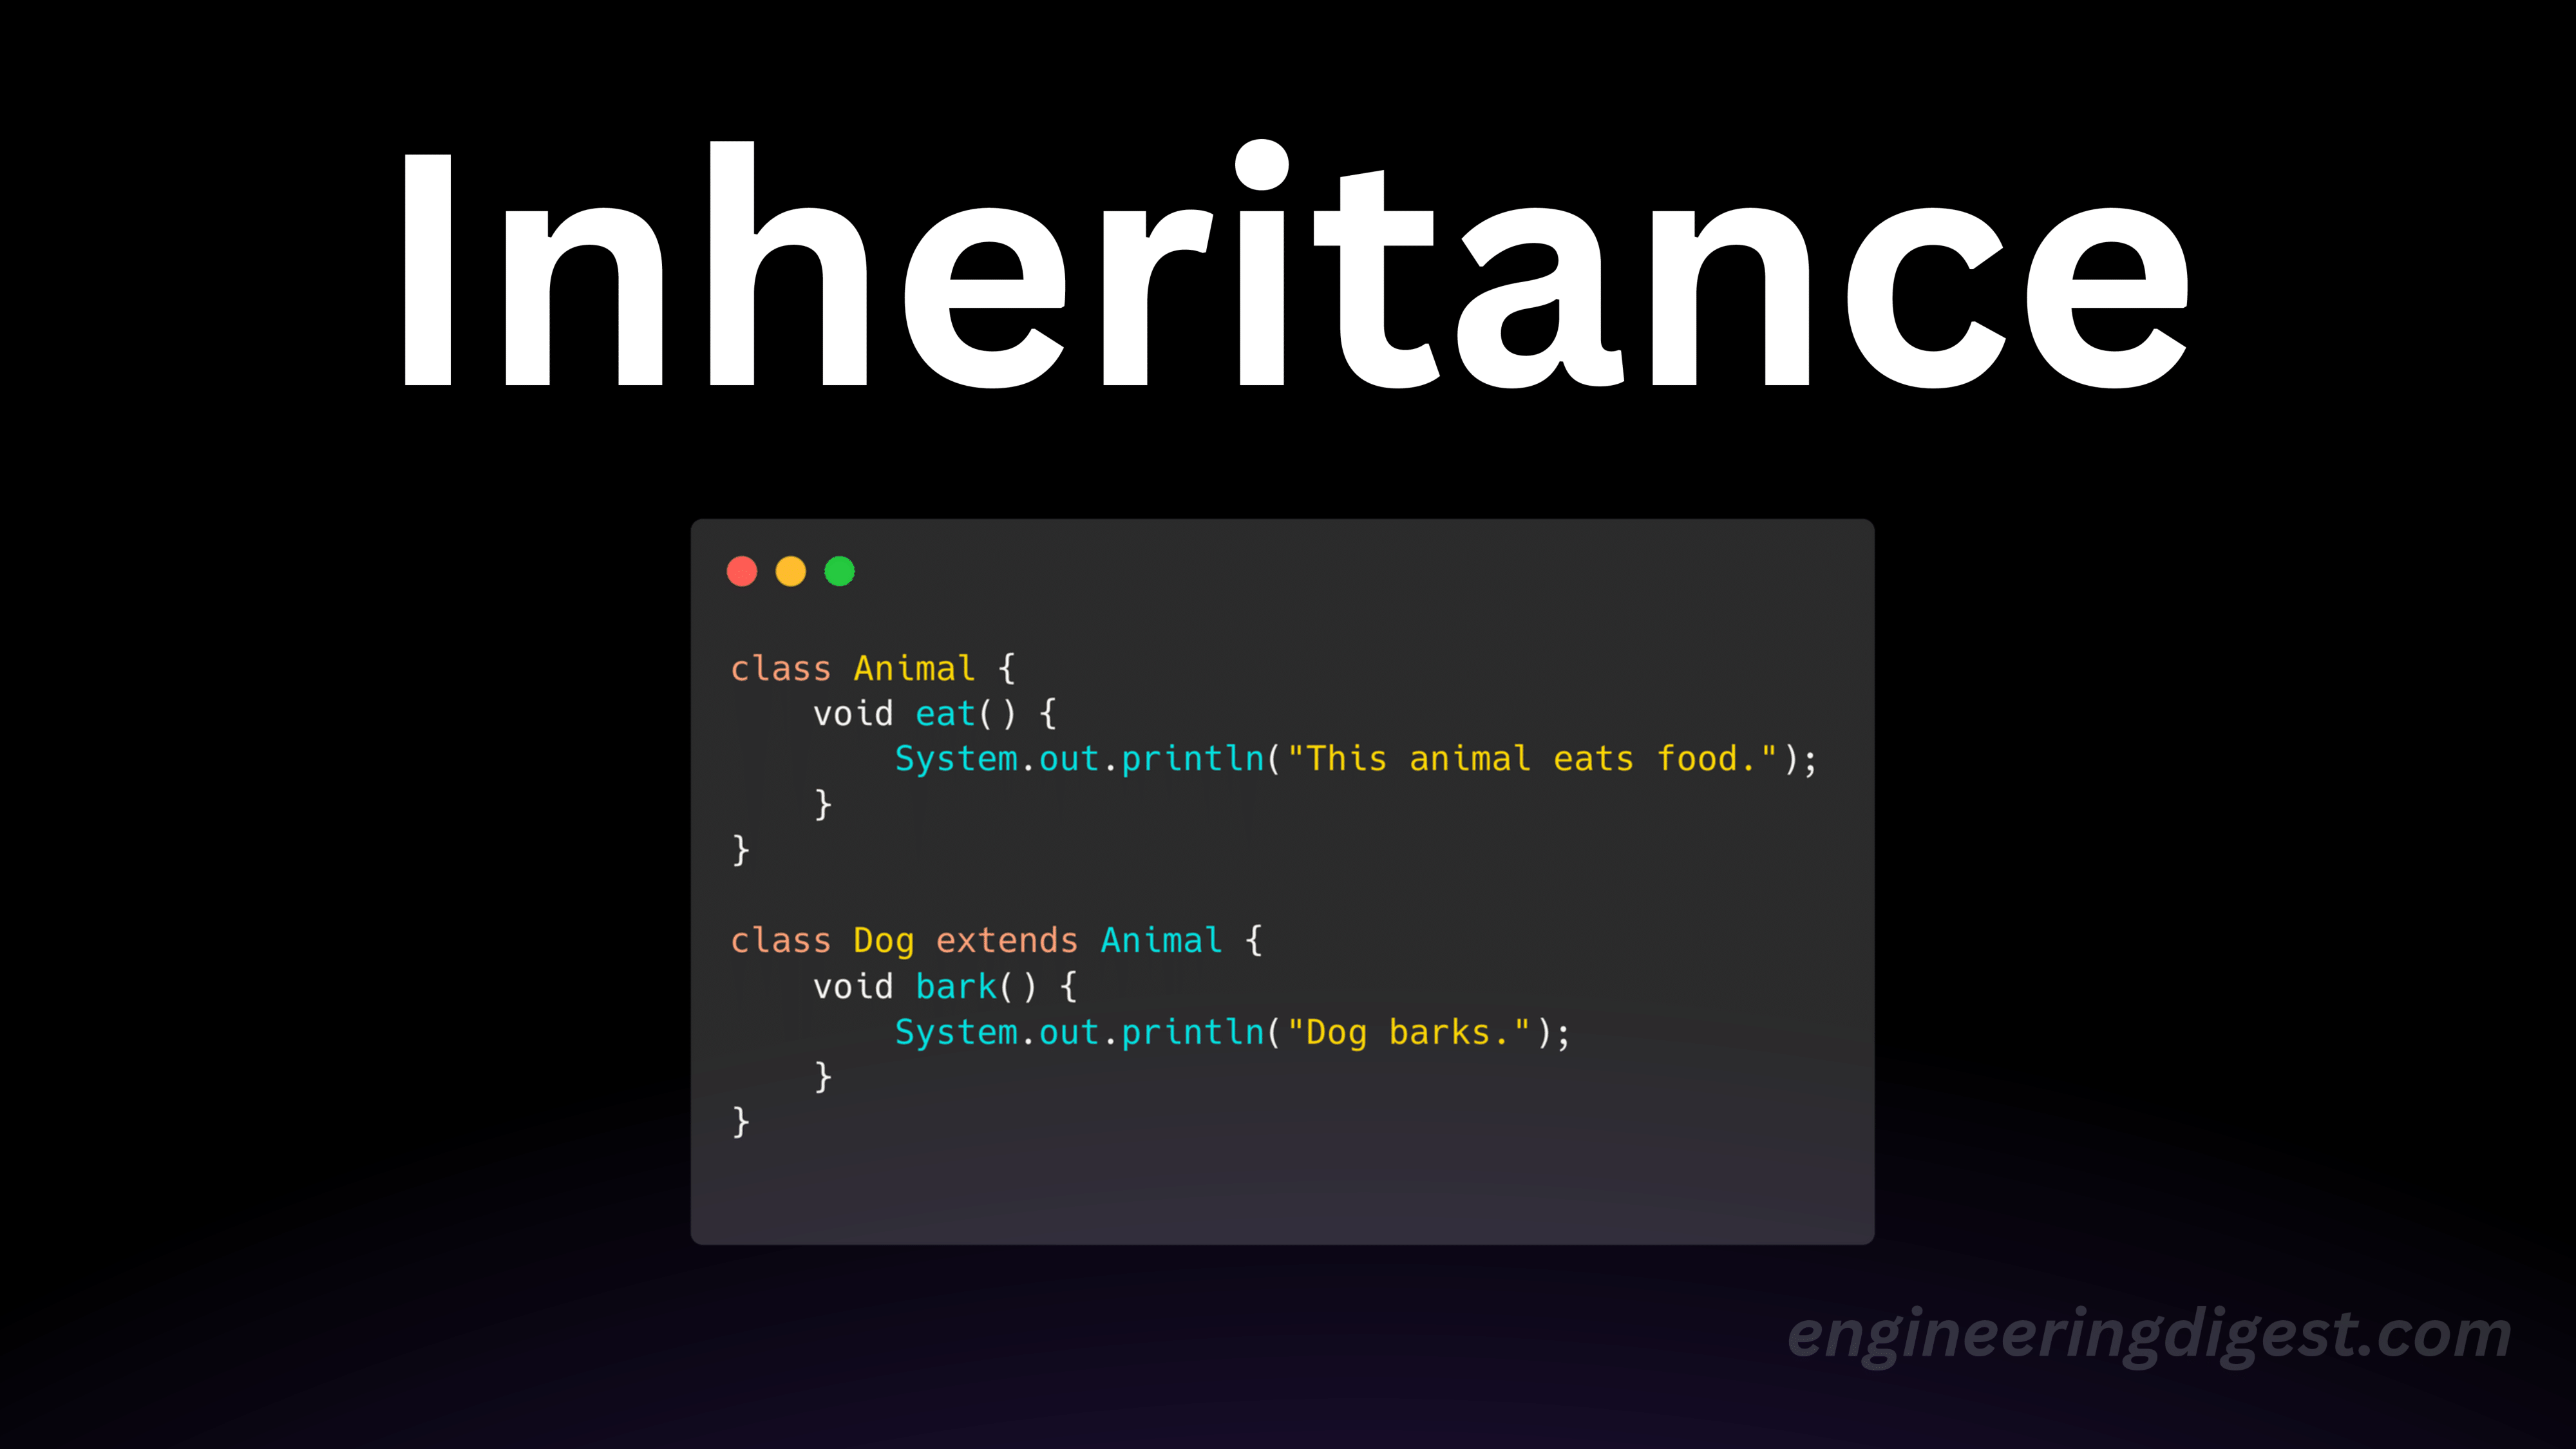 Inheritance
class Animal {
    void eat() {
        System.out.println("This animal eats food.");
    }
}
class Dog extends Animal {
    void bark() {
        System.out.println("Dog barks.");
    }
}
engineeringdigest.com